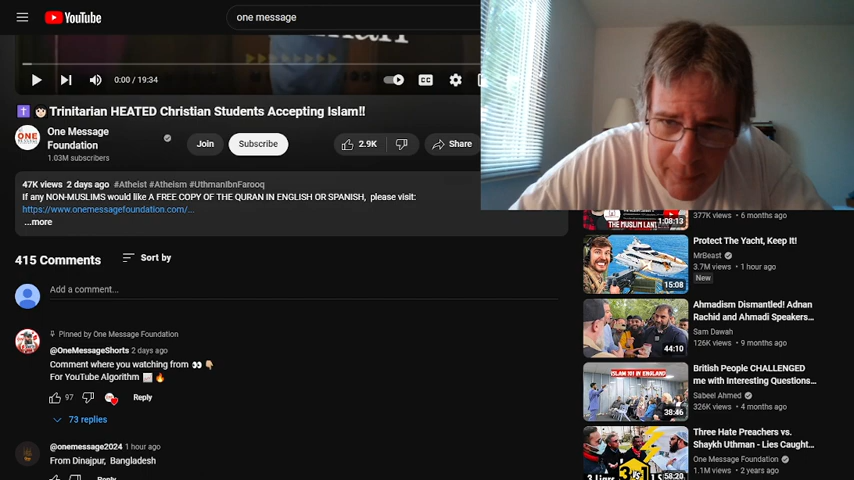 YouTube
one message
0:00 / 19:34
Trinitarian HEATED Christian Students Accepting Islam!!
ONE
One Message
Foundation
1.03M subscribers
Join
Subscribe
2.9K
Share
47K views 2 days ago #Atheist #Atheism #UthmanIbnFarooq
If any NON-MUSLIMS would like A FREE COPY OF THE QURAN IN ENGLISH OR SPANISH, please visit:
https://www.onemessagefoundation.com/...
...more
415 Comments
Sort by
Add a comment...
Pinned by One Message Foundation
@OneMessageShorts 2 days ago
Comment where you watching from 👀👇🏼
For YouTube Algorithm 📈🔥
97
Reply
73 replies
@onemessage2024 1 hour ago
From Dinajpur, Bangladesh
Reply
THE MUSLIM LAN
1:08:13
377K views • 6 months ago
15:08
Protect The Yacht, Keep It!
MrBeast
3.7M views • 1 hour ago
New
44:10
Ahmadism Dismantled! Adnan
Rachid and Ahmadi Speakers...
Sam Dawah
126K views • 9 months ago
ISLAM 101 IN ENGLAND
38:46
British People CHALLENGED
me with Interesting Questions...
Sabeel Ahmed
326K views • 4 months ago
3 Liars
3 1
58:20
Three Hate Preachers vs.
Shaykh Uthman - Lies Caught...
One Message Foundation
1.1M views • 2 years ago